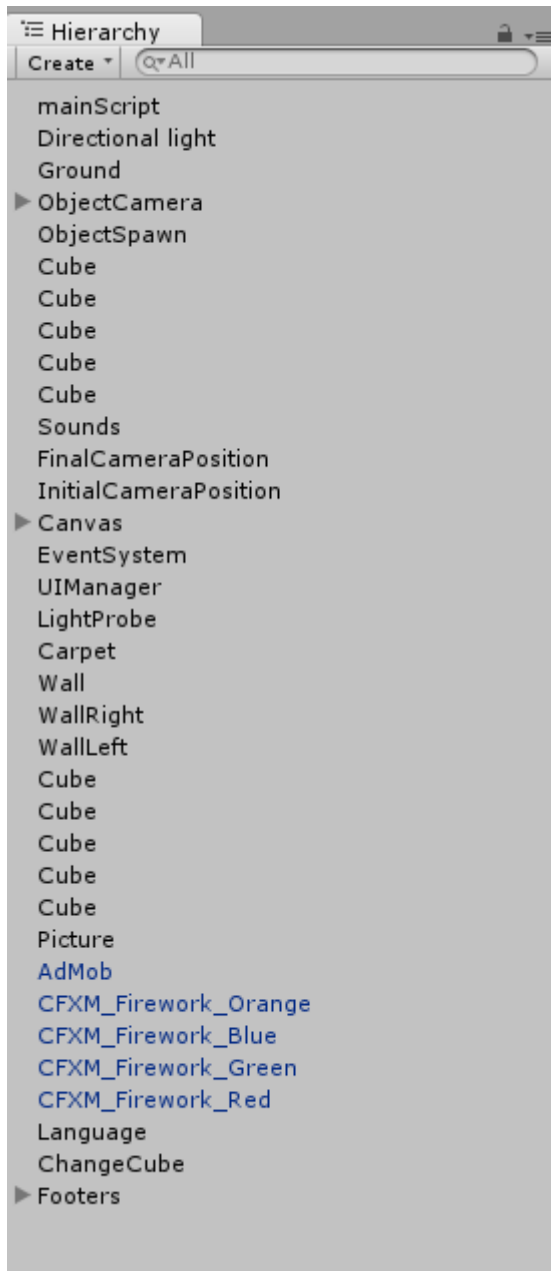 Hierarchy
Create All
mainScript
Directional light
Ground
ObjectCamera
ObjectSpawn
Cube
Cube
Cube
Cube
Cube
Sounds
FinalCameraPosition
InitialCameraPosition
Canvas
EventSystem
UIManager
LightProbe
Carpet
Wall
WallRight
WallLeft
Cube
Cube
Cube
Cube
Cube
Picture
AdMob
CFXM_Firework_Orange
CFXM_Firework_Blue
CFXM_Firework_Green
CFXM_Firework_Red
Language
ChangeCube
Footers